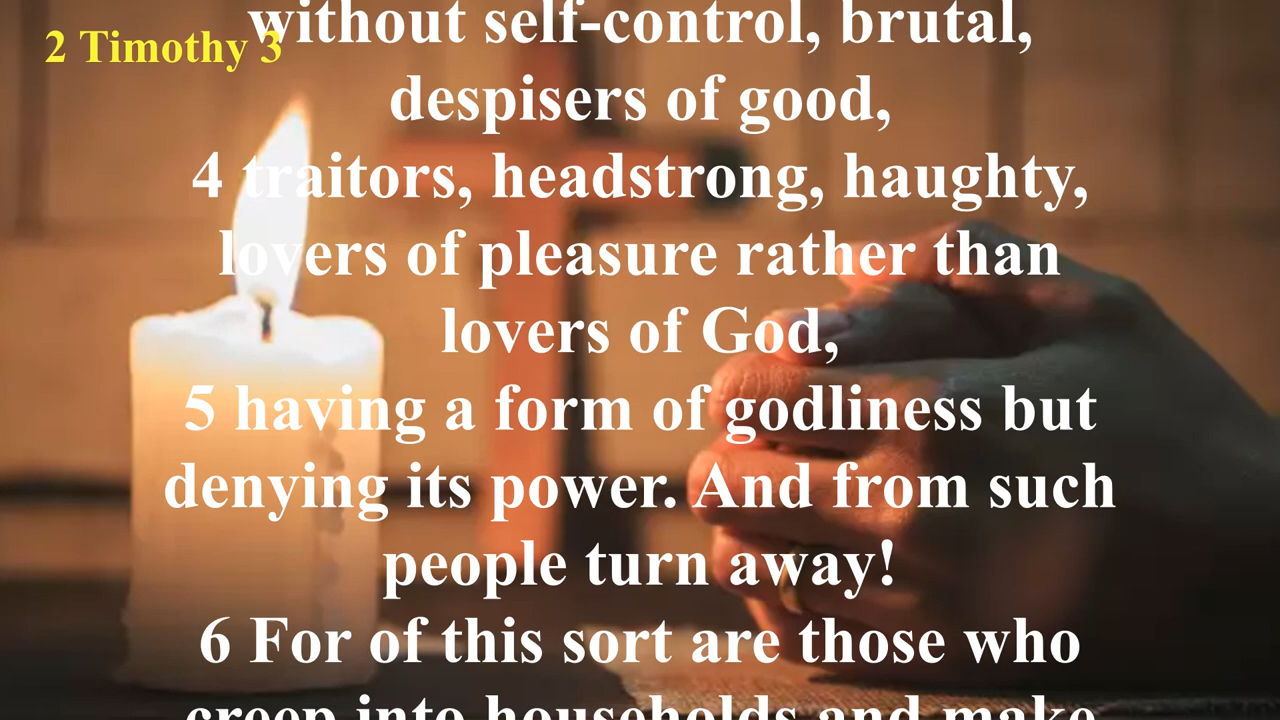 2 Timothy 3
without self-control, brutal,
despisers of good,
4 traitors, headstrong, haughty,
lovers of pleasure rather than
lovers of God,
5 having a form of godliness but
denying its power. And from such
people turn away!
6 For of this sort are those who
creep into households and make